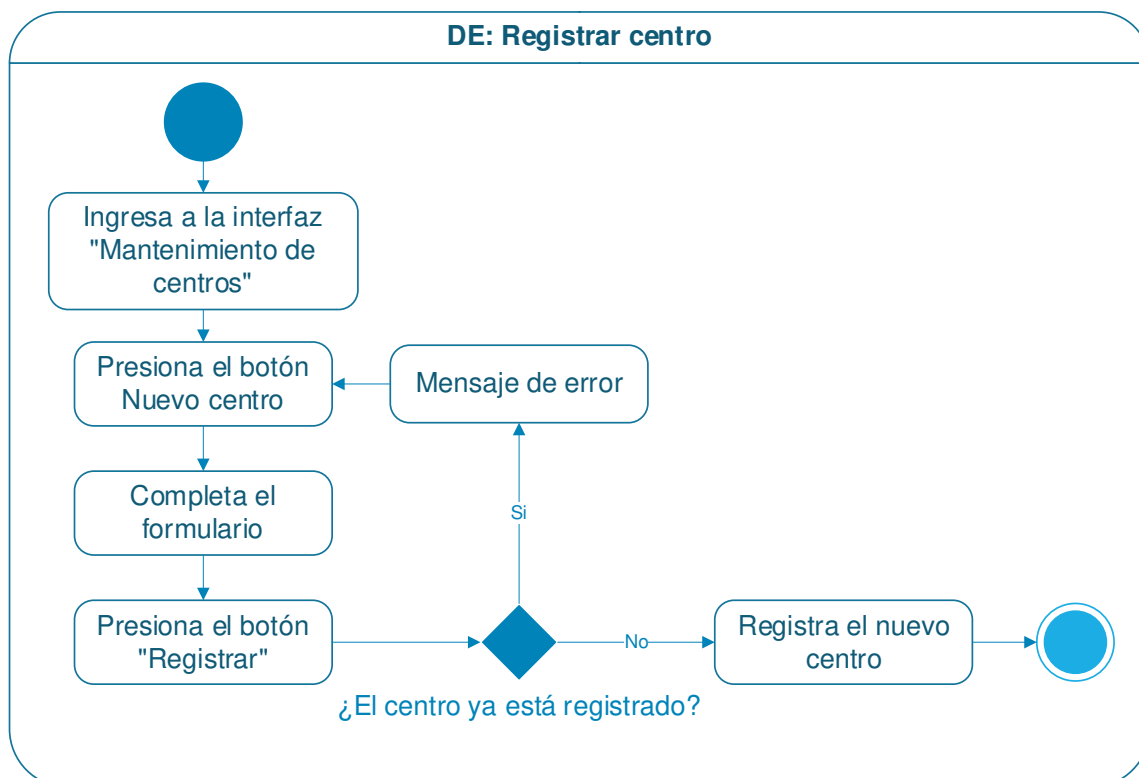 DE: Registrar centro
Ingresa a la interfaz
"Mantenimiento de
centros"
Presiona el botón
Nuevo centro
Mensaje de error
Completa el
formulario
Si
Presiona el botón
"Registrar"
No
Registra el nuevo
centro
¿El centro ya está registrado?